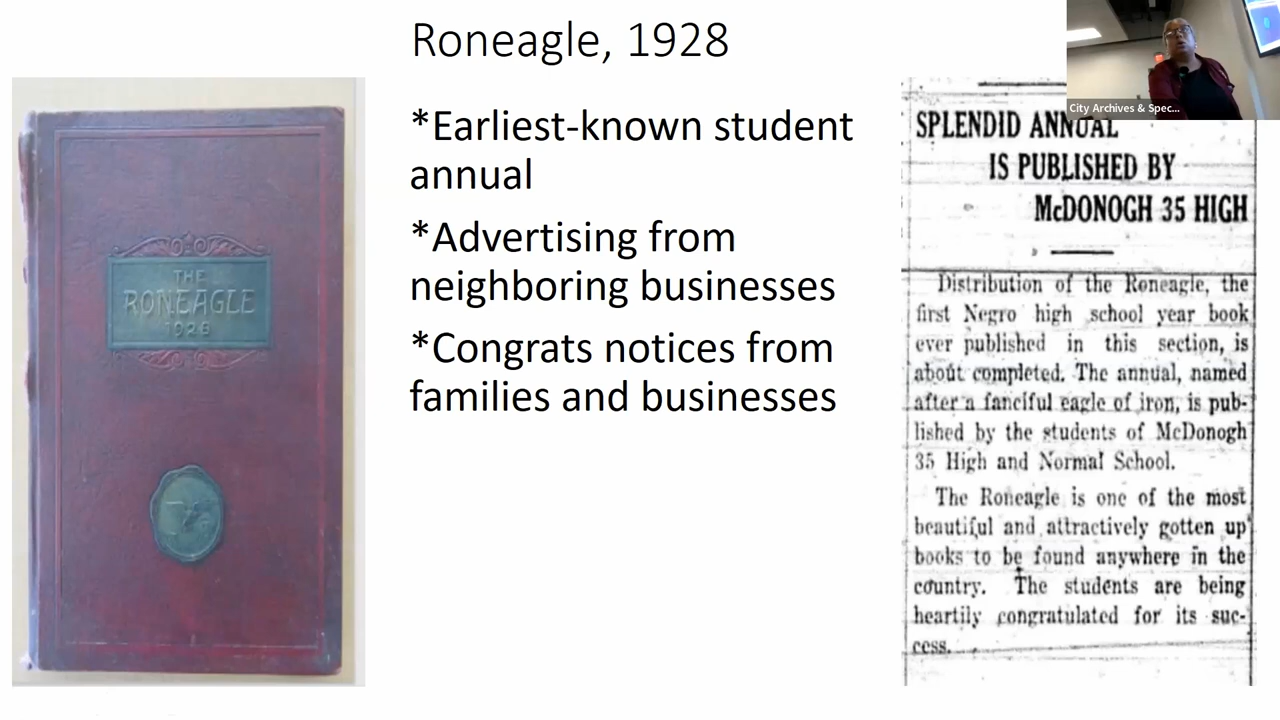 Roneagle, 1928
*Earliest-known student
annual
*Advertising from
neighboring businesses
*Congrats notices from
families and businesses
THE
RONEAGLE
1928
City Archives & Spec...
SPLENDID ANNUAL
IS PUBLISHED BY
McDONOGH 35 HIGH
Distribution of the Roneagle, the
first Negro high school year book
ever published in this section, is
about completed. The annual, named
after a fanciful eagle of iron, is pub-
lished by the students of McDonogh
35 High and Normal School.
The Roneagle is one of the most
beautiful and attractively gotten up
books to be found anywhere in the
country. The students are being
heartily congratulated for its suc-
cess.